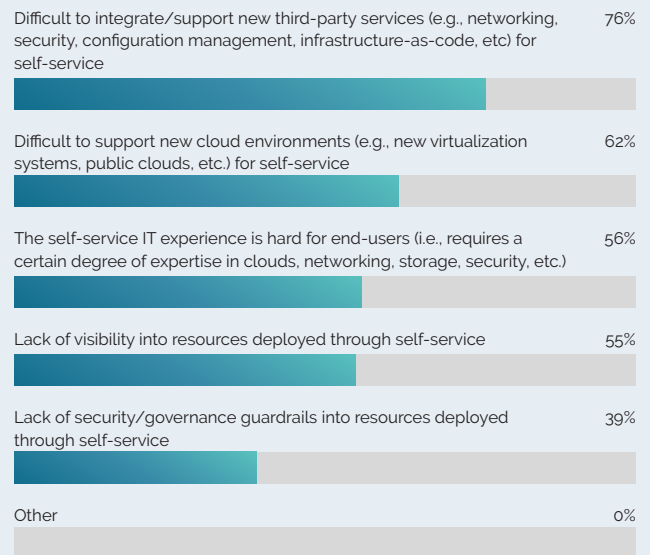 Difficult to integrate/support new third-party services (e.g., networking, 76%
security, configuration management, infrastructure-as-code, etc) for
self-service
Difficult to support new cloud environments (e.g., new virtualization 62%
systems, public clouds, etc.) for self-service
The self-service IT experience is hard for end-users (i.e., requires a 56%
certain degree of expertise in clouds, networking, storage, security, etc.)
Lack of visibility into resources deployed through self-service 55%
Lack of security/governance guardrails into resources deployed 39%
through self-service
Other 0%